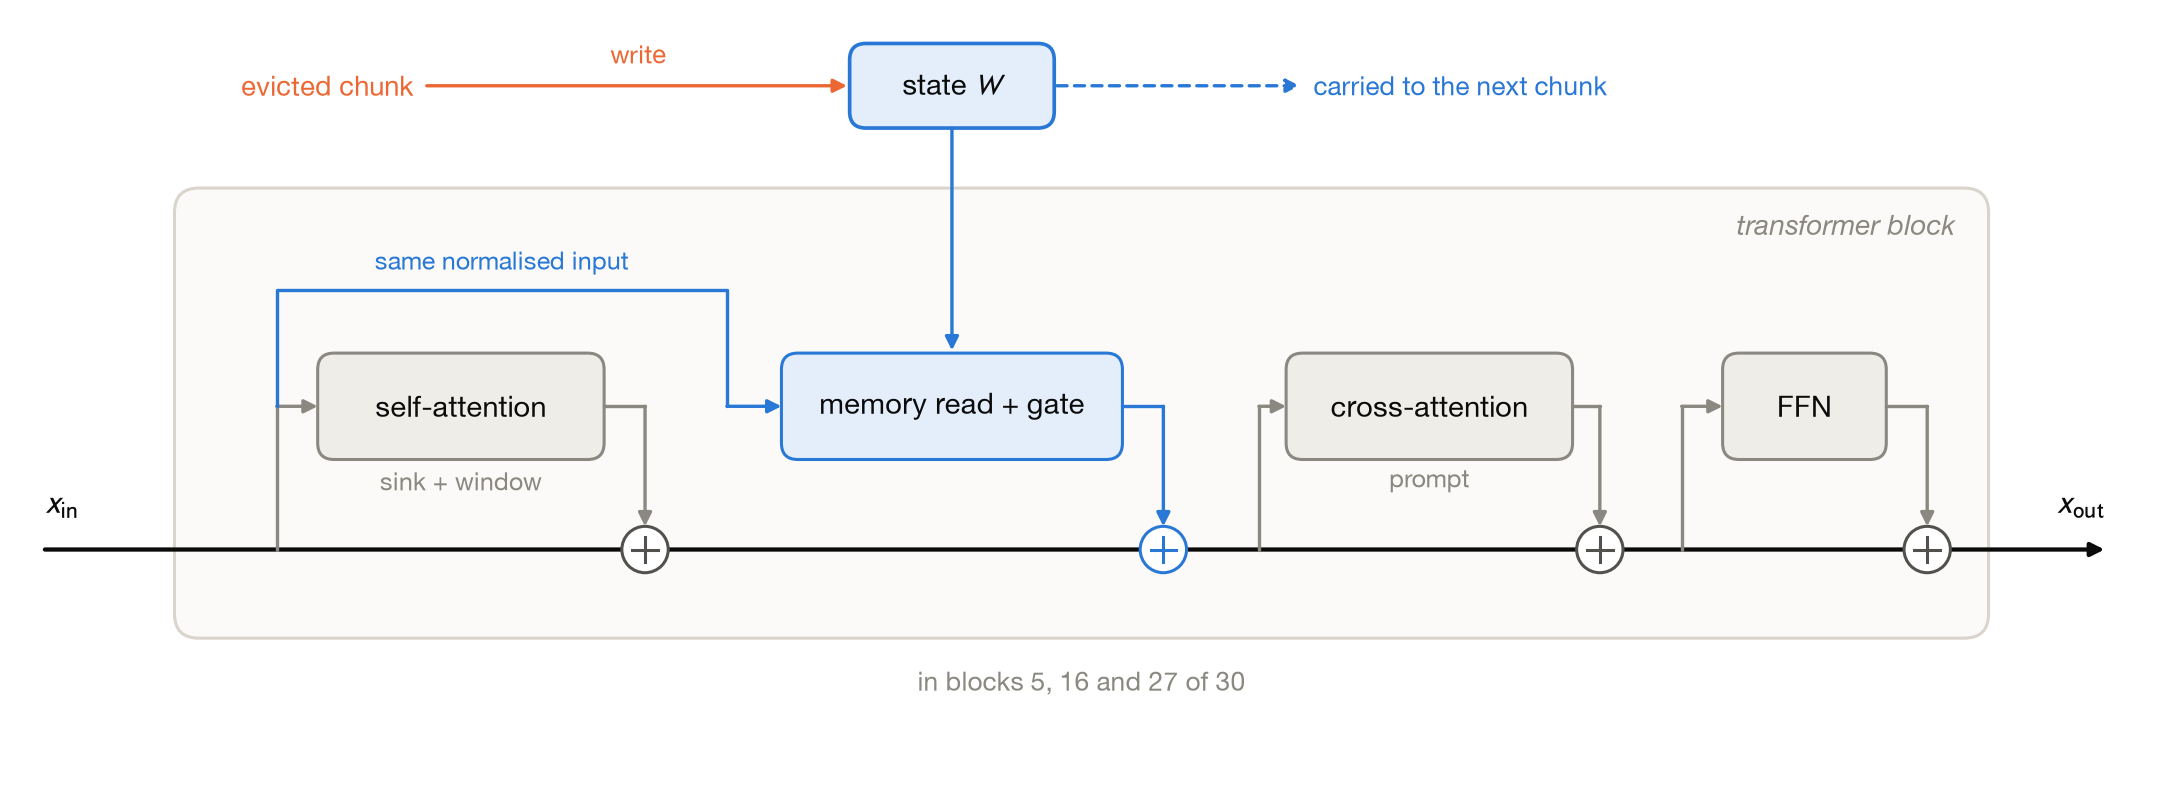 write
evicted chunk
state W
carried to the next chunk
transformer block
same normalised input
self-attention
memory read + gate
cross-attention
FFN
sink + window
prompt
xin
xout
in blocks 5, 16 and 27 of 30